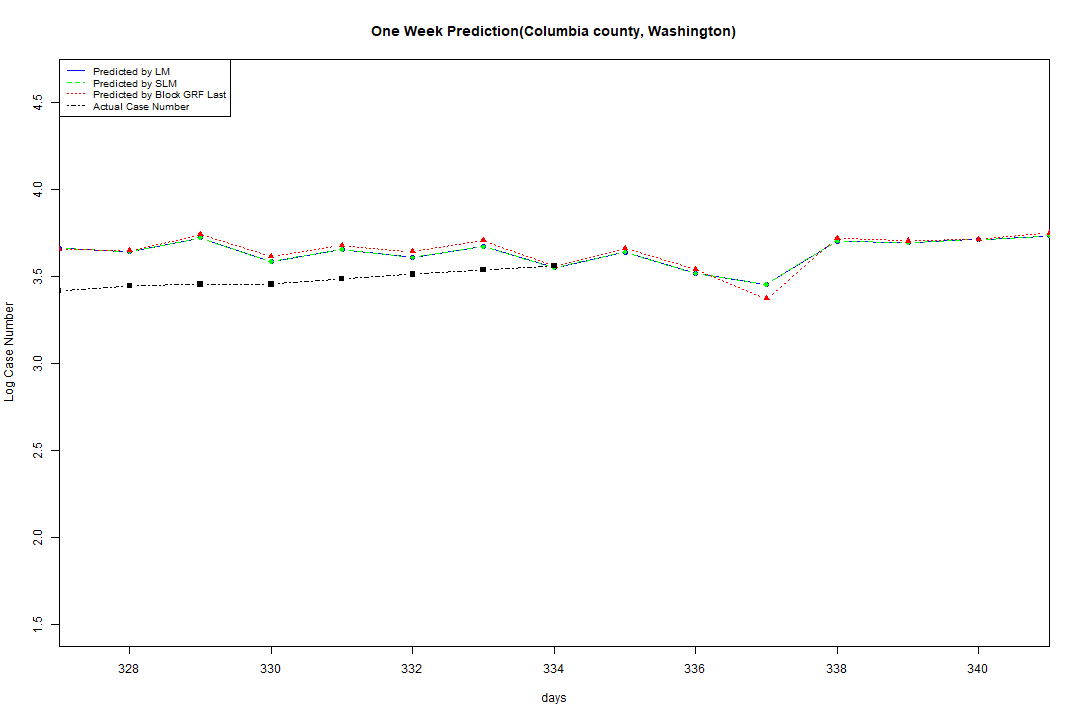 One Week Prediction(Columbia county, Washington)
Predicted by LM
Predicted by SLM
Predicted by Block GRF Last
Actual Case Number
4.5
4.0
3.5
3.0
2.5
2.0
1.5
Log Case Number
328 330 332 334 336 338 340
days